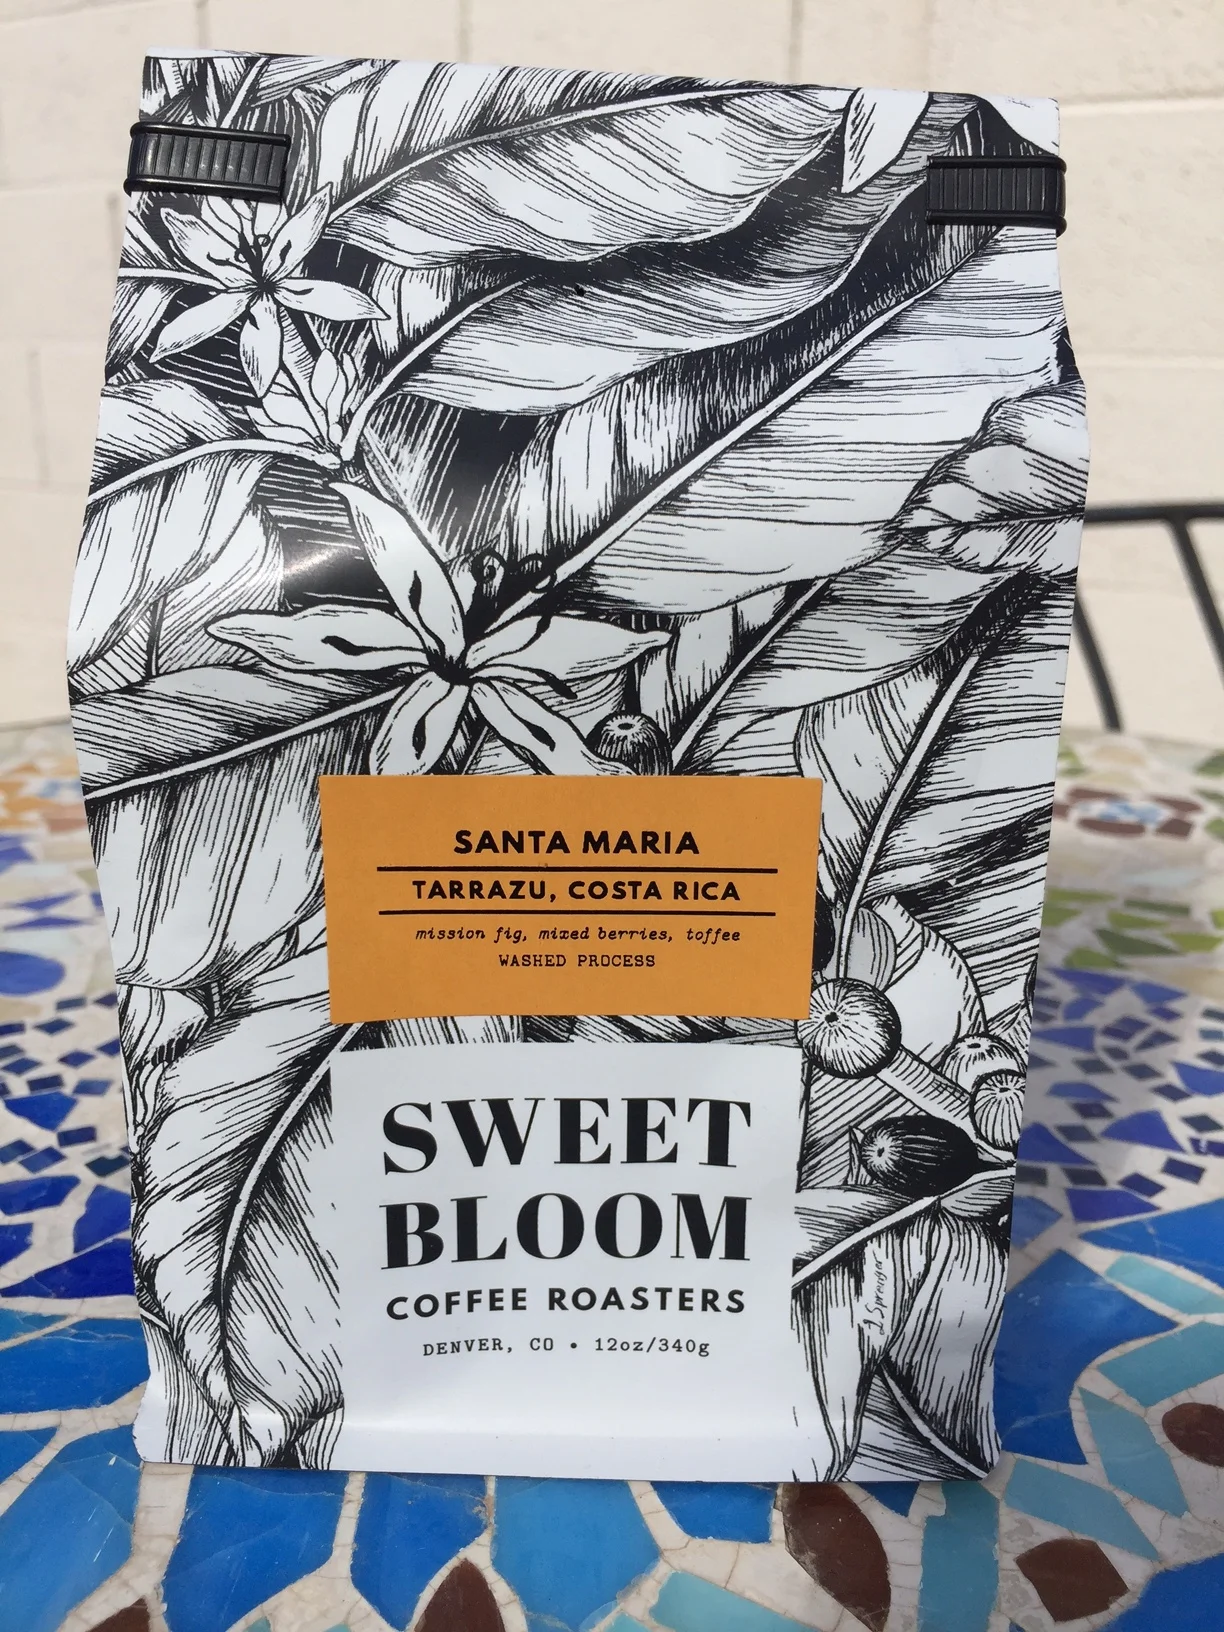 SANTA MARIA
TARRAZU, COSTA RICA
mission fig, mixed berries, toffee
WASHED PROCESS
SWEET
BLOOM
COFFEE ROASTERS
DENVER, CO • 12oz/340g
J Springer